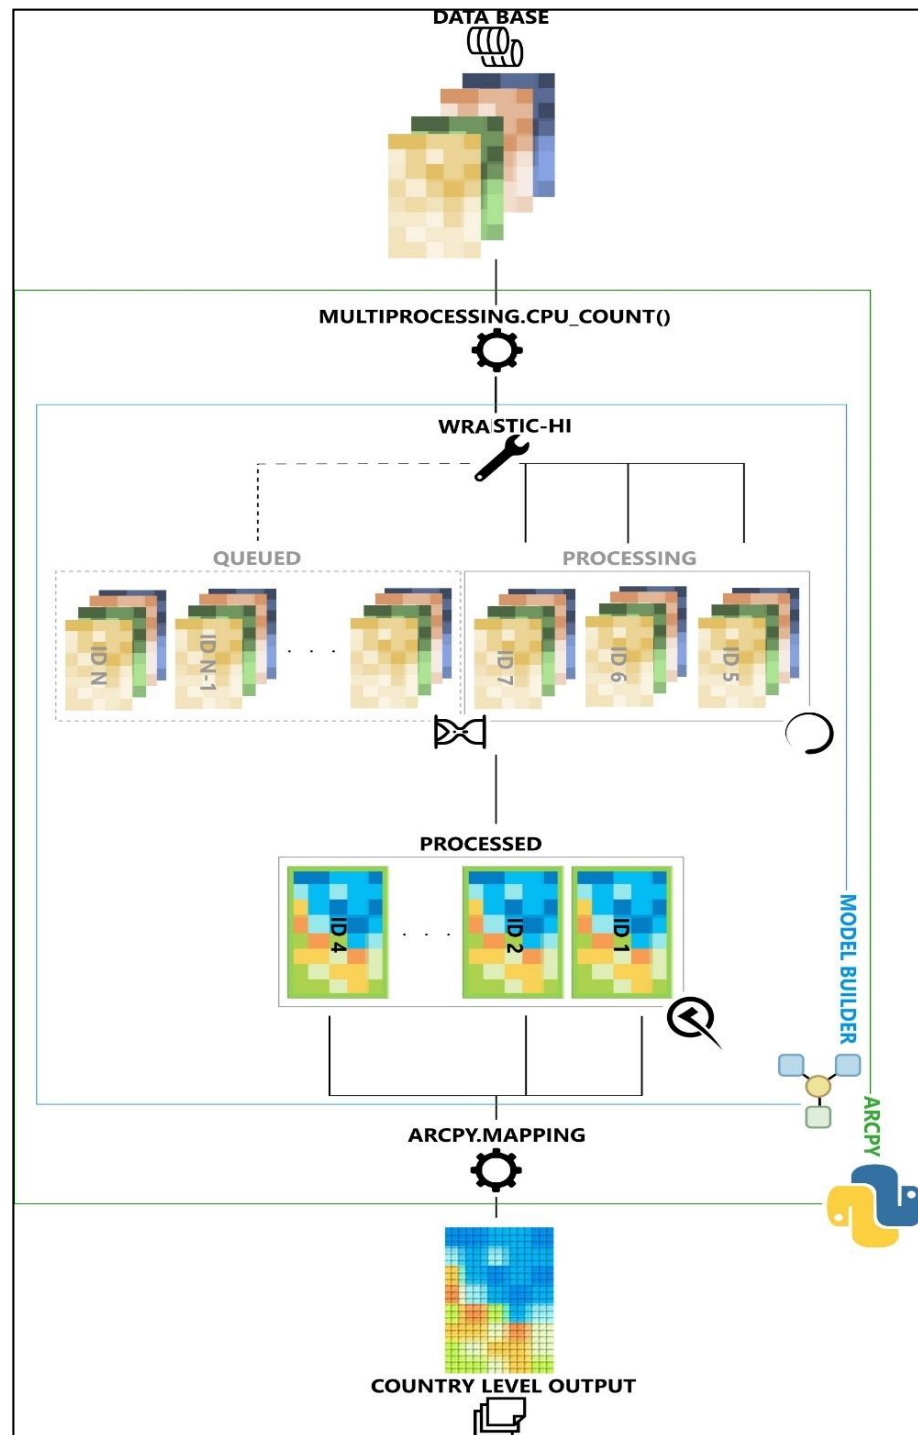 DATA BASE
MULTIPROCESSING.CPU_COUNT()
WRASTIC-HI
QUEUED
PROCESSING
ID N
ID N-1
. . .
ID 7
ID 6
ID 5
PROCESSED
ID 4
. . .
ID 2
ID 1
MODEL BUILDER
ARCPY
ARCPY.MAPPING
COUNTRY LEVEL OUTPUT